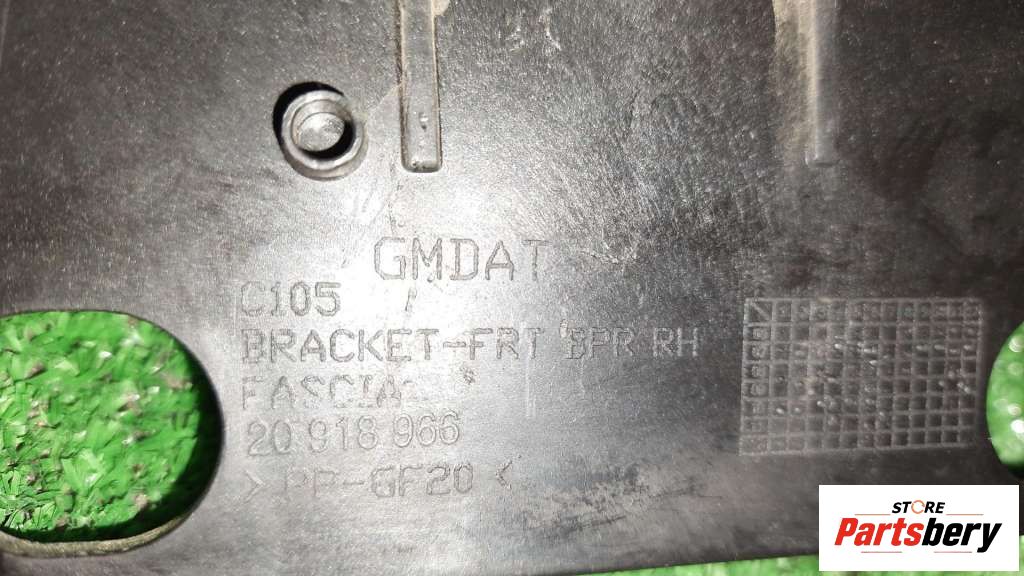 GMDAT
C105
BRACKET-FRT BPR RH
FASCIA
20 918 966
> PP-GF20 <
STORE
Partsbery